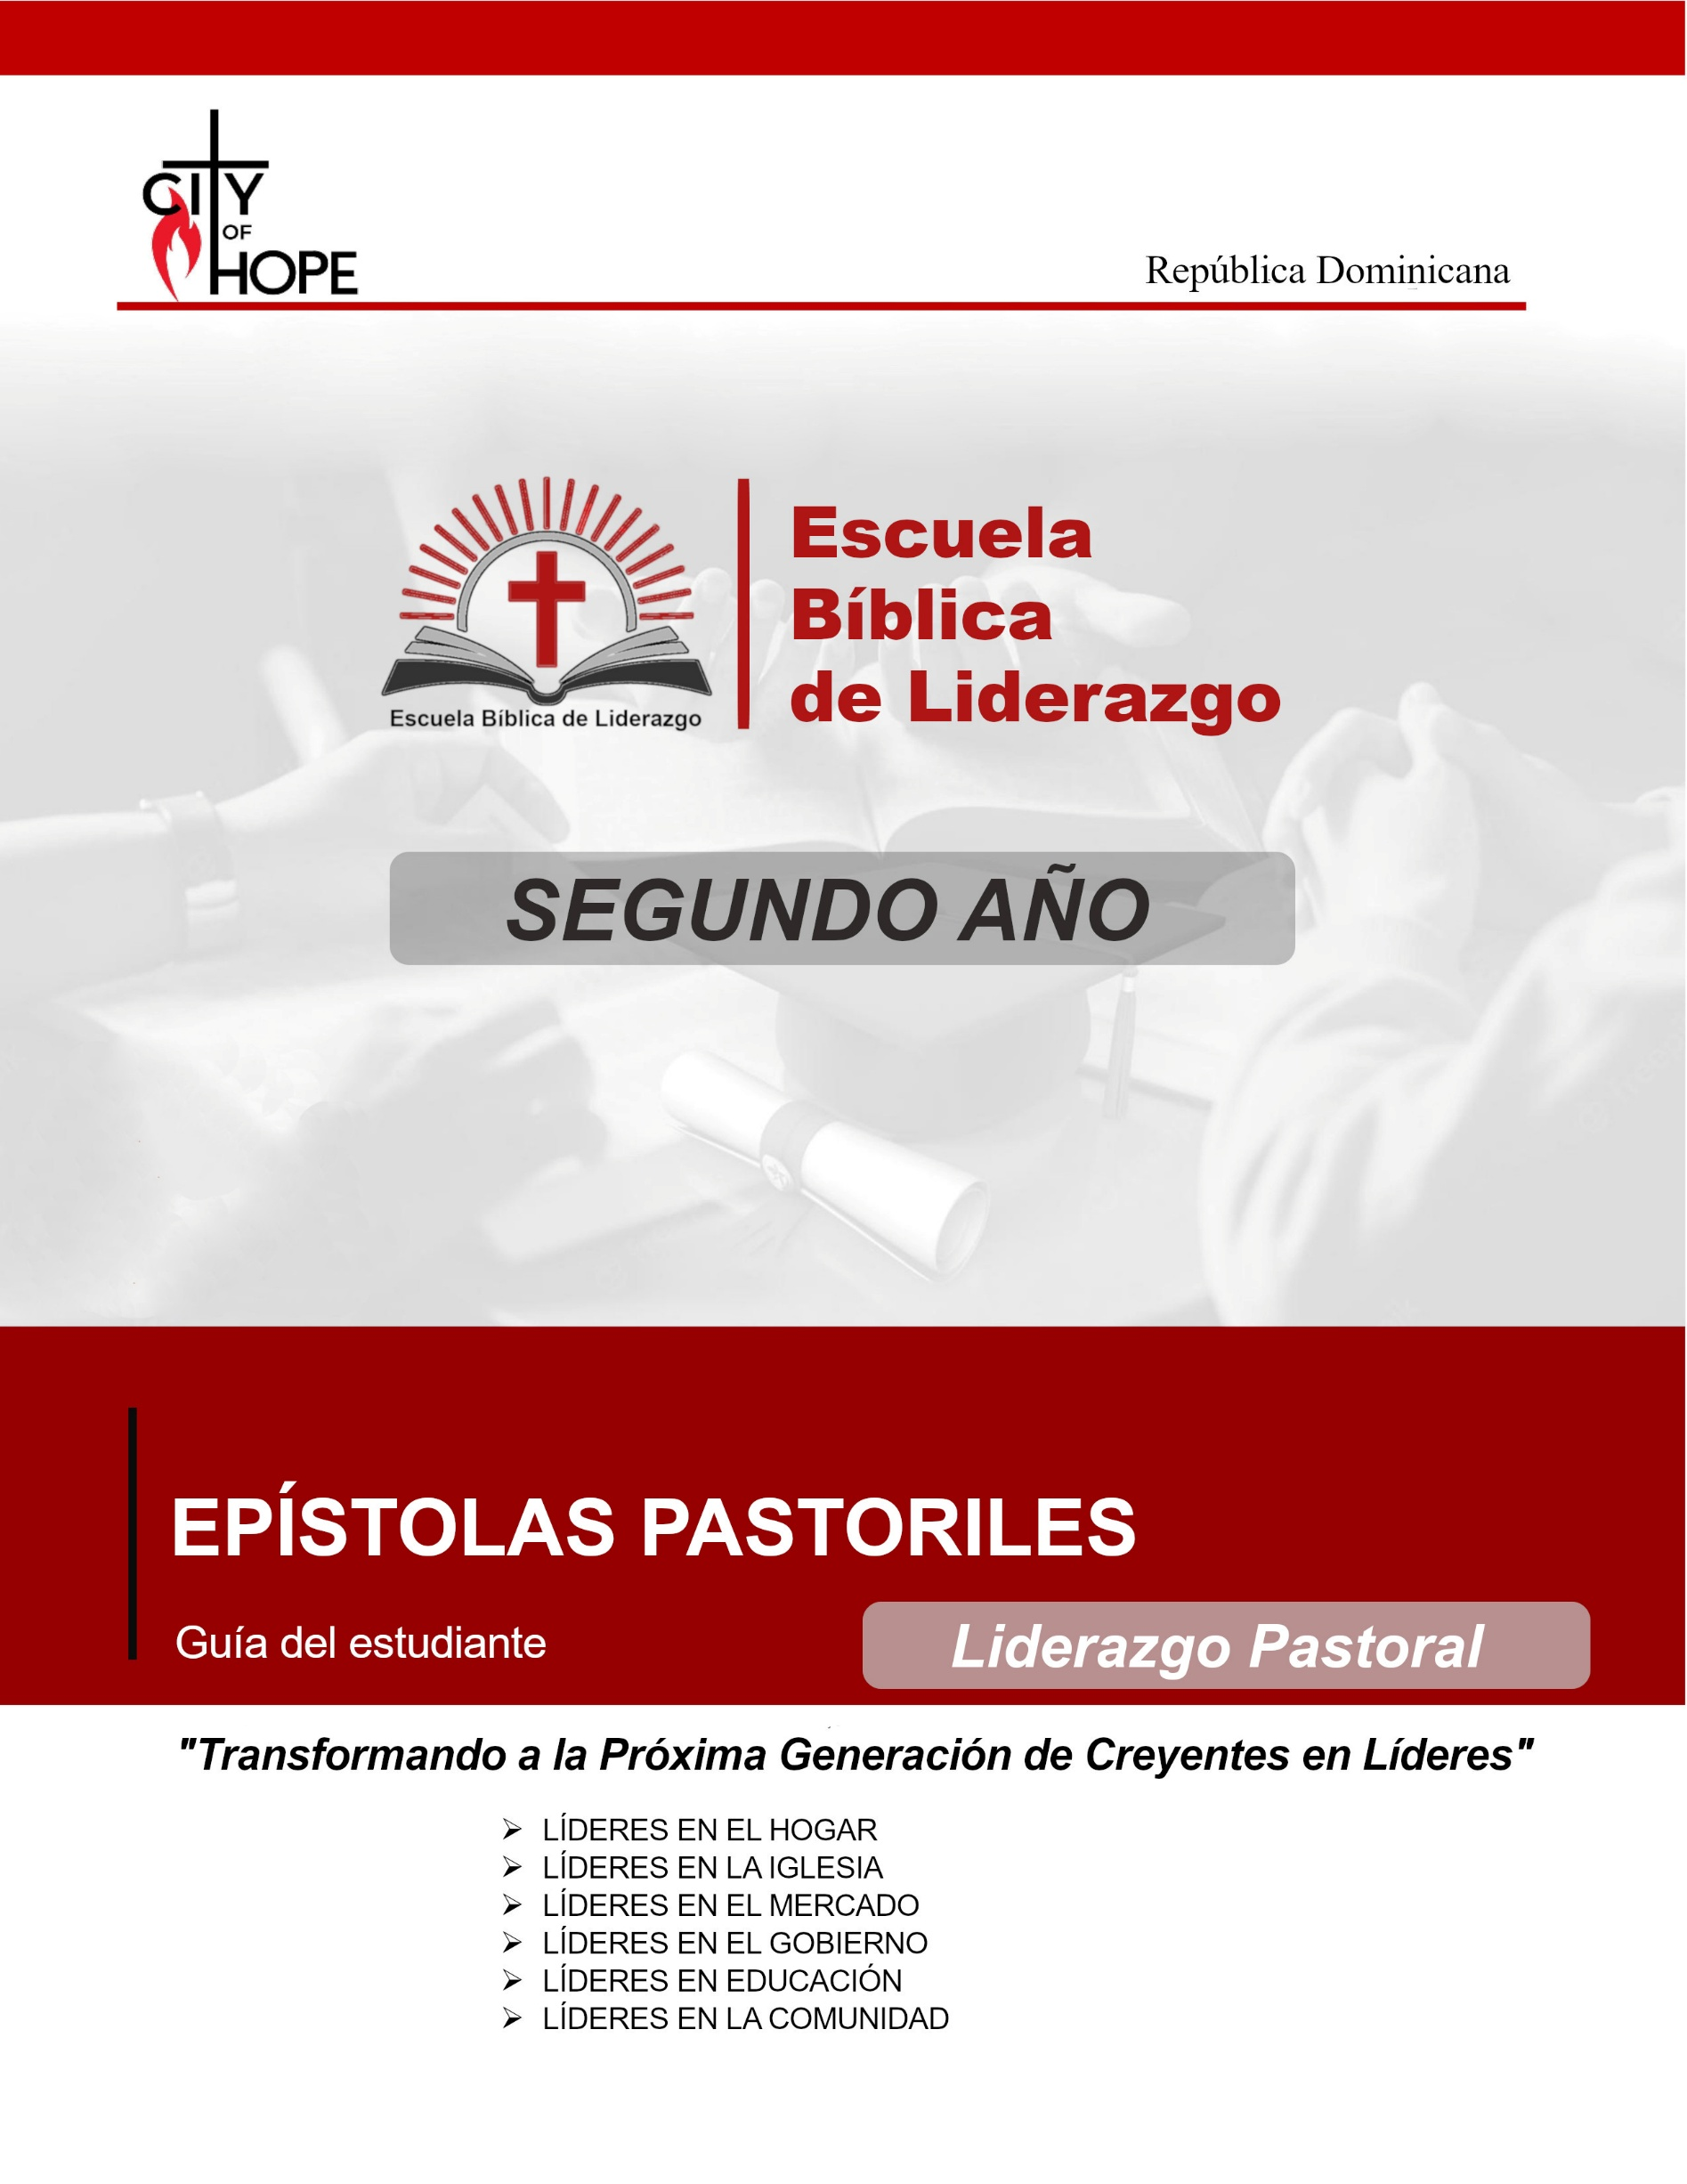 CITY
OF
HOPE
República Dominicana
Escuela
Bíblica
de Liderazgo
Escuela Bíblica de Liderazgo
SEGUNDO AÑO
EPÍSTOLAS PASTORILES
Guía del estudiante
Liderazgo Pastoral
"Transformando a la Próxima Generación de Creyentes en Líderes"
➢ LÍDERES EN EL HOGAR
➢ LÍDERES EN LA IGLESIA
➢ LÍDERES EN EL MERCADO
➢ LÍDERES EN EL GOBIERNO
➢ LÍDERES EN EDUCACIÓN
➢ LÍDERES EN LA COMUNIDAD